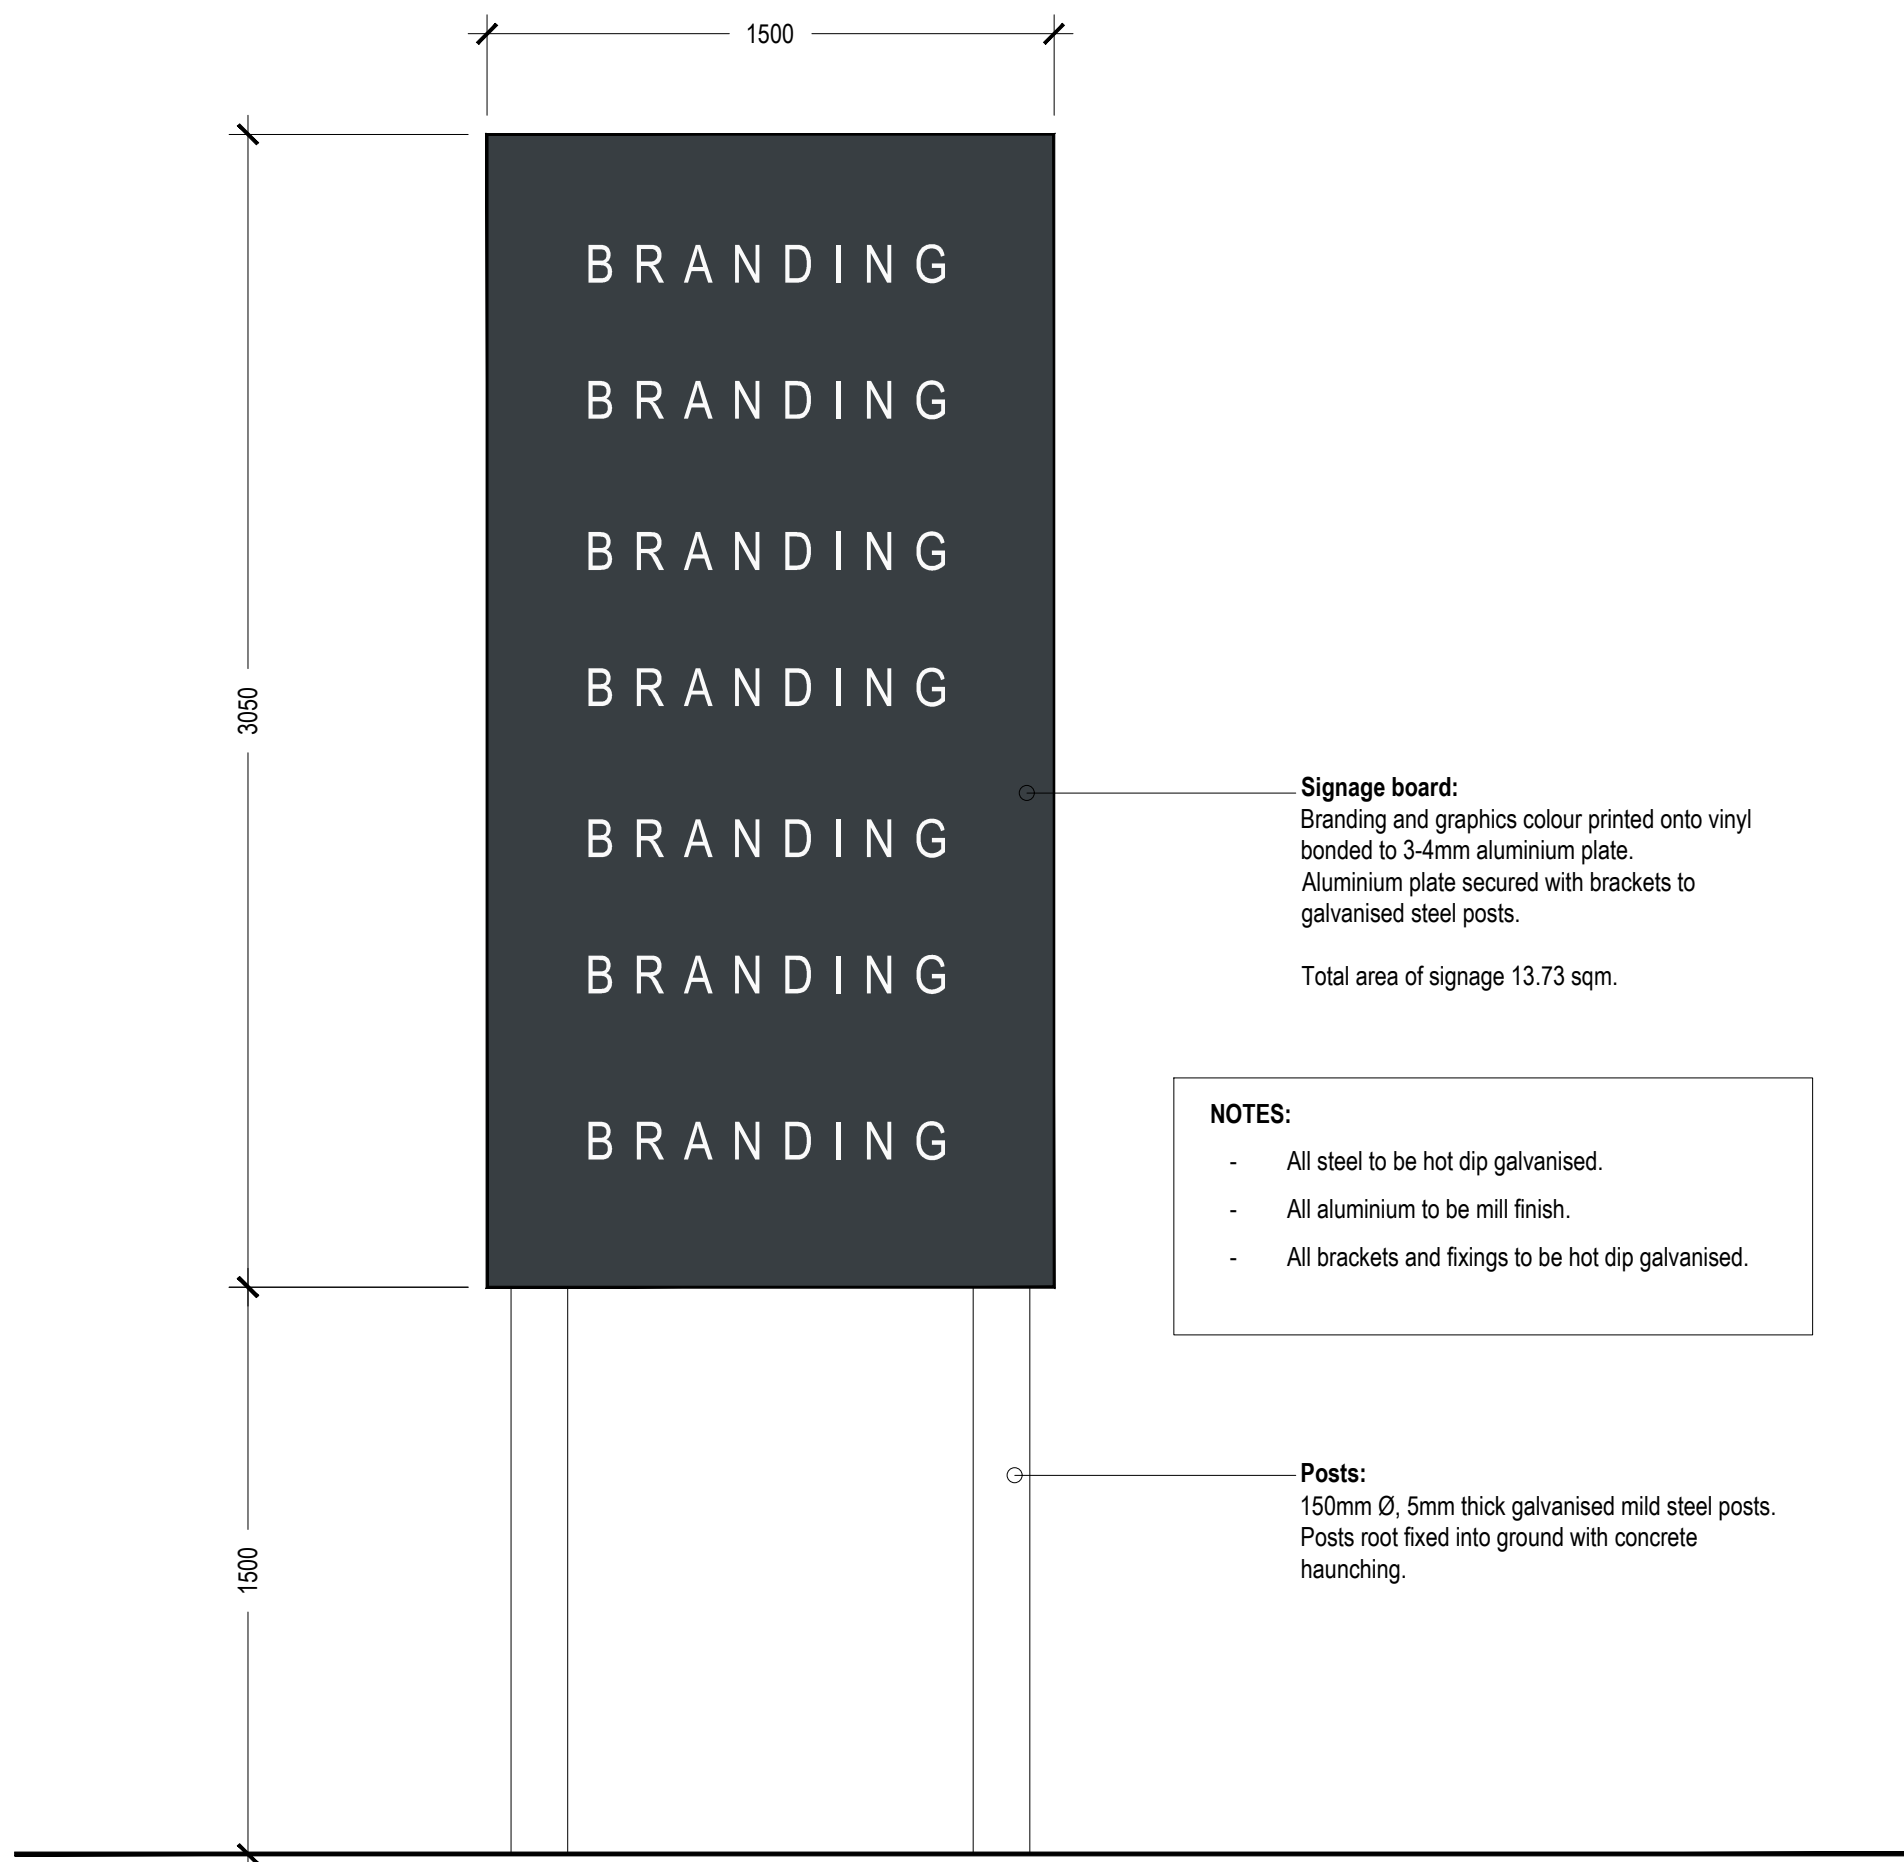 1500
BRANDING
BRANDING
BRANDING
BRANDING
3050
BRANDING
BRANDING
BRANDING
Signage board:
Branding and graphics colour printed onto vinyl
bonded to 3-4mm aluminium plate.
Aluminium plate secured with brackets to
galvanised steel posts.
Total area of signage 13.73 sqm.
NOTES:
- All steel to be hot dip galvanised.
- All aluminium to be mill finish.
- All brackets and fixings to be hot dip galvanised.
Posts:
150mm Ø, 5mm thick galvanised mild steel posts.
Posts root fixed into ground with concrete
haunching.
1500